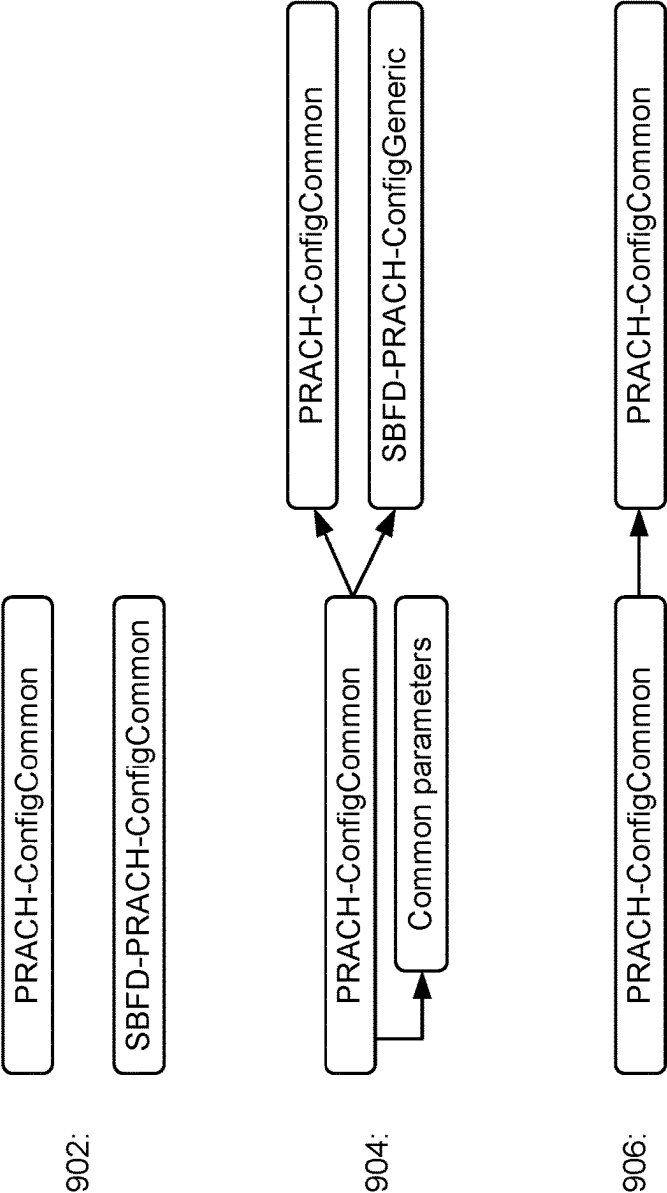 902:
PRACH-ConfigCommon
SBFD-PRACH-ConfigCommon
904:
PRACH-ConfigCommon
Common parameters
PRACH-ConfigCommon
SBFD-PRACH-ConfigGeneric
906:
PRACH-ConfigCommon
PRACH-ConfigCommon